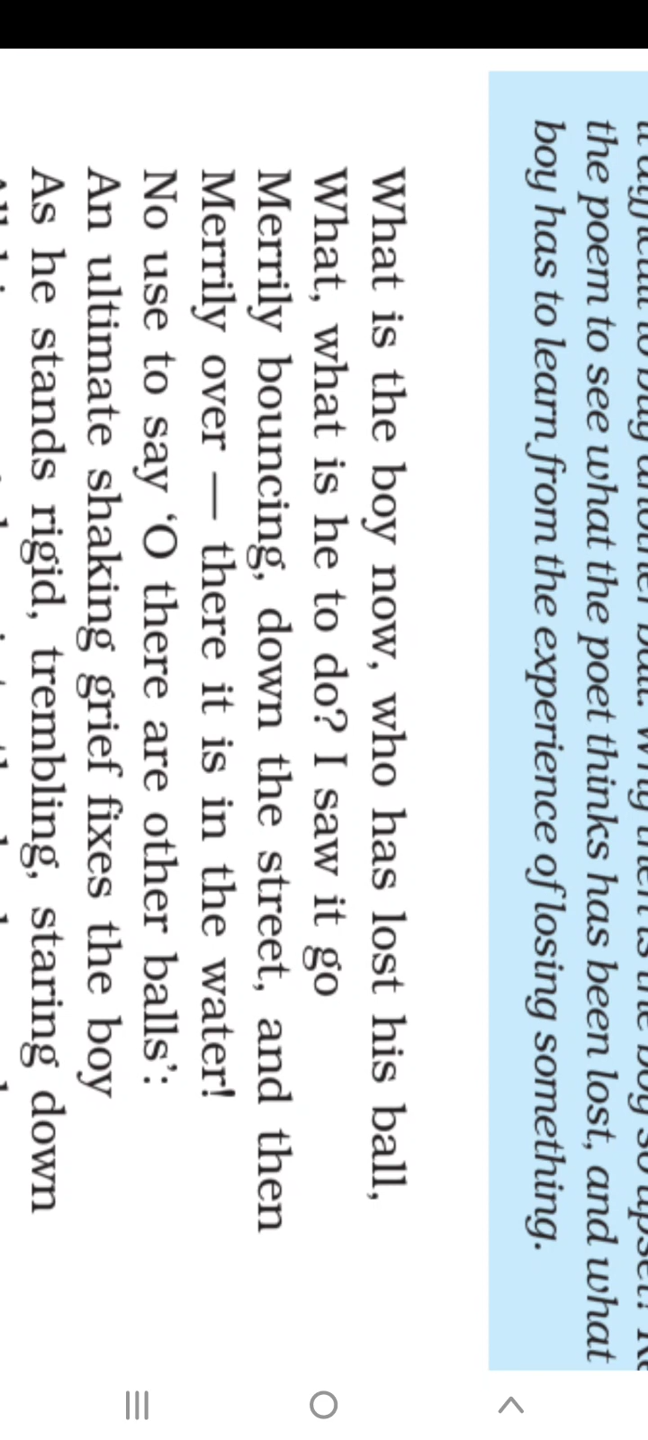 the poem to see what the poet thinks has been lost, and what
boy has to learn from the experience of losing something.
What is the boy now, who has lost his ball,
What, what is he to do? I saw it go
Merrily bouncing, down the street, and then
Merrily over — there it is in the water!
No use to say ‘O there are other balls’:
An ultimate shaking grief fixes the boy
As he stands rigid, trembling, staring down